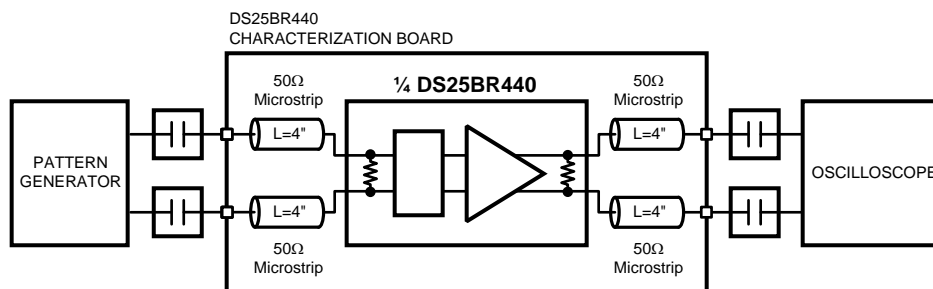 DS25BR440
CHARACTERIZATION BOARD
50Ω
Microstrip
L=4"
¼ DS25BR440
50Ω
Microstrip
L=4"
PATTERN
GENERATOR
OSCILLOSCOPE
L=4"
50Ω
Microstrip
L=4"
50Ω
Microstrip